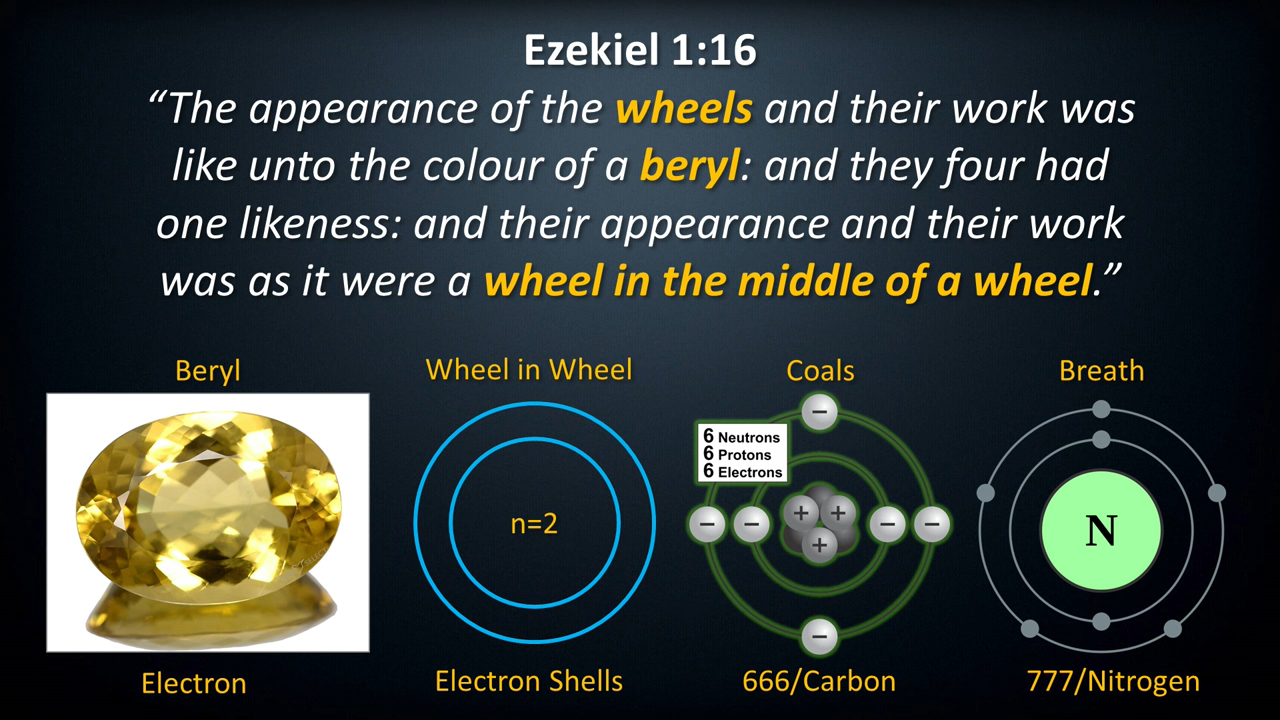 Ezekiel 1:16
“The appearance of the wheels and their work was
like unto the colour of a beryl: and they four had
one likeness: and their appearance and their work
was as it were a wheel in the middle of a wheel.”
Beryl
Wheel in Wheel
Coals
Breath
6 Neutrons
6 Protons
6 Electrons
n=2
N
Electron
Electron Shells
666/Carbon
777/Nitrogen